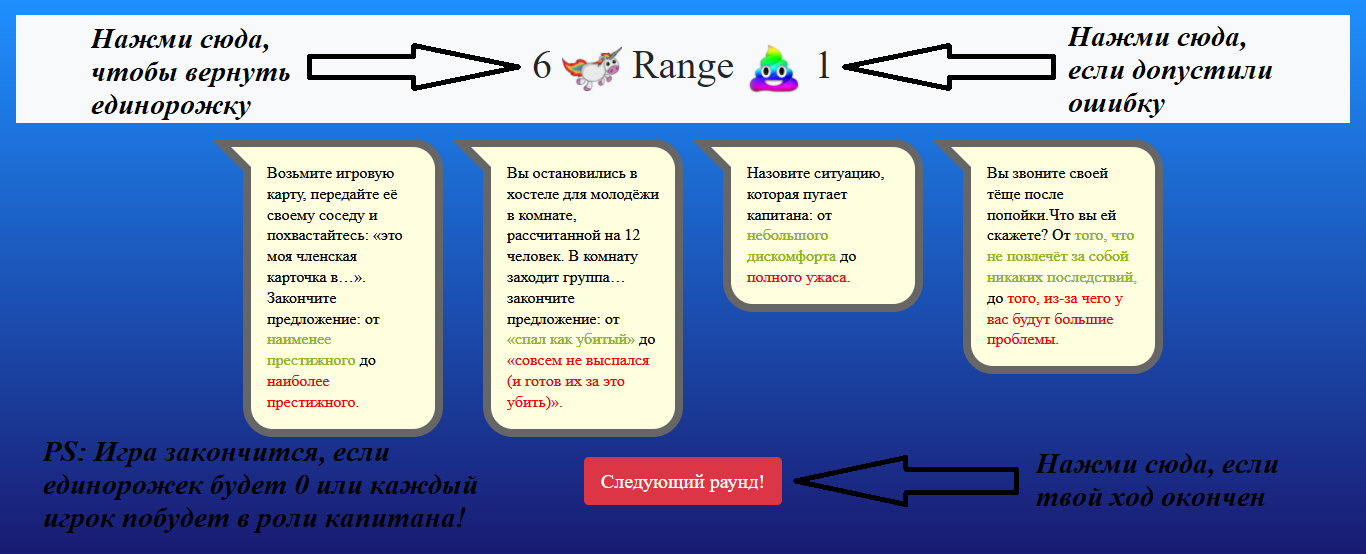 Нажми сюда,
чтобы вернуть
единорожку
6 Range 1
Нажми сюда,
если допустили
ошибку
Возьмите игровую
карту, передайте её
своему соседу и
похвастайтесь: «это
моя членская
карточка в…».
Закончите
предложение: от
наименее
престижного до
наиболее
престижного.
Вы остановились в
хостеле для молодёжи
в комнате,
рассчитанной на 12
человек. В комнату
заходит группа…
закончите
предложение: от
«спал как убитый» до
«совсем не выспался
(и готов их за это
убить)».
Назовите ситуацию,
которая пугает
капитана: от
небольшого
дискомфорта до
полного ужаса.
Вы звоните своей
тёще после
попойки.Что вы ей
скажете? От того, что
не повлечёт за собой
никаких последствий,
до того, из-за чего у
вас будут большие
проблемы.
PS: Игра закончится, если
единорожек будет 0 или каждый
игрок побудет в роли капитана!
Следующий раунд!
Нажми сюда, если
твой ход окончен